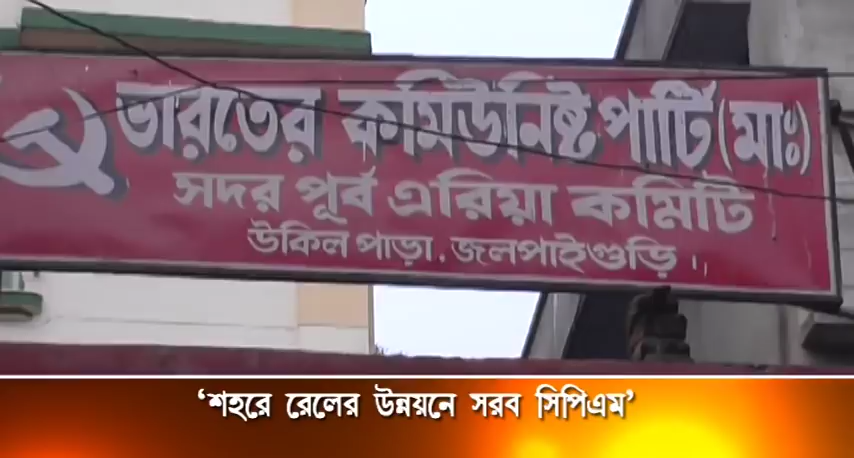 ভারতের কমিউনিষ্ট পার্টি (মাঃ)
সদর পূর্ব এরিয়া কমিটি
উকিল পাড়া. জলপাইগুড়ি।
‘শহরে রেলের উন্নয়নে সরব সিপিএম’